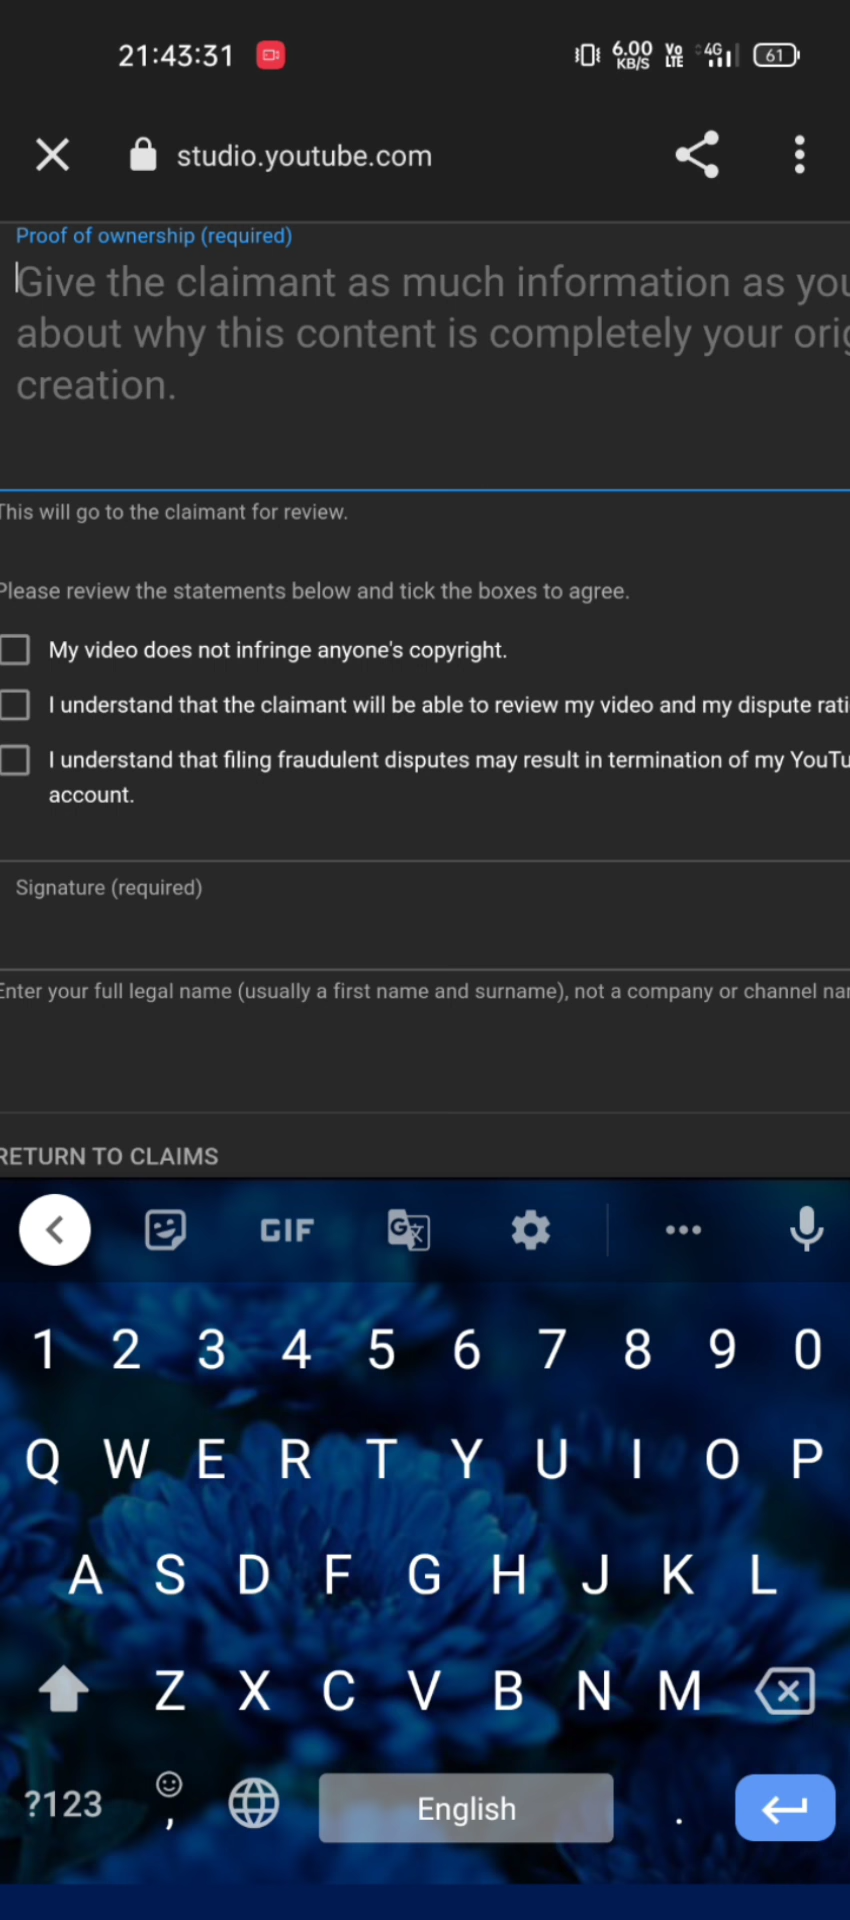 21:43:31 6.00 KB/S Vo LTE 4G 61
studio.youtube.com
Proof of ownership (required)
Give the claimant as much information as you
about why this content is completely your orig
creation.
This will go to the claimant for review.
Please review the statements below and tick the boxes to agree.
My video does not infringe anyone's copyright.
I understand that the claimant will be able to review my video and my dispute rati
I understand that filing fraudulent disputes may result in termination of my YouTu
account.
Signature (required)
Enter your full legal name (usually a first name and surname), not a company or channel nar
RETURN TO CLAIMS
GIF G
1 2 3 4 5 6 7 8 9 0
Q W E R T Y U I O P
A S D F G H J K L
Z X C V B N M
?123 , English .